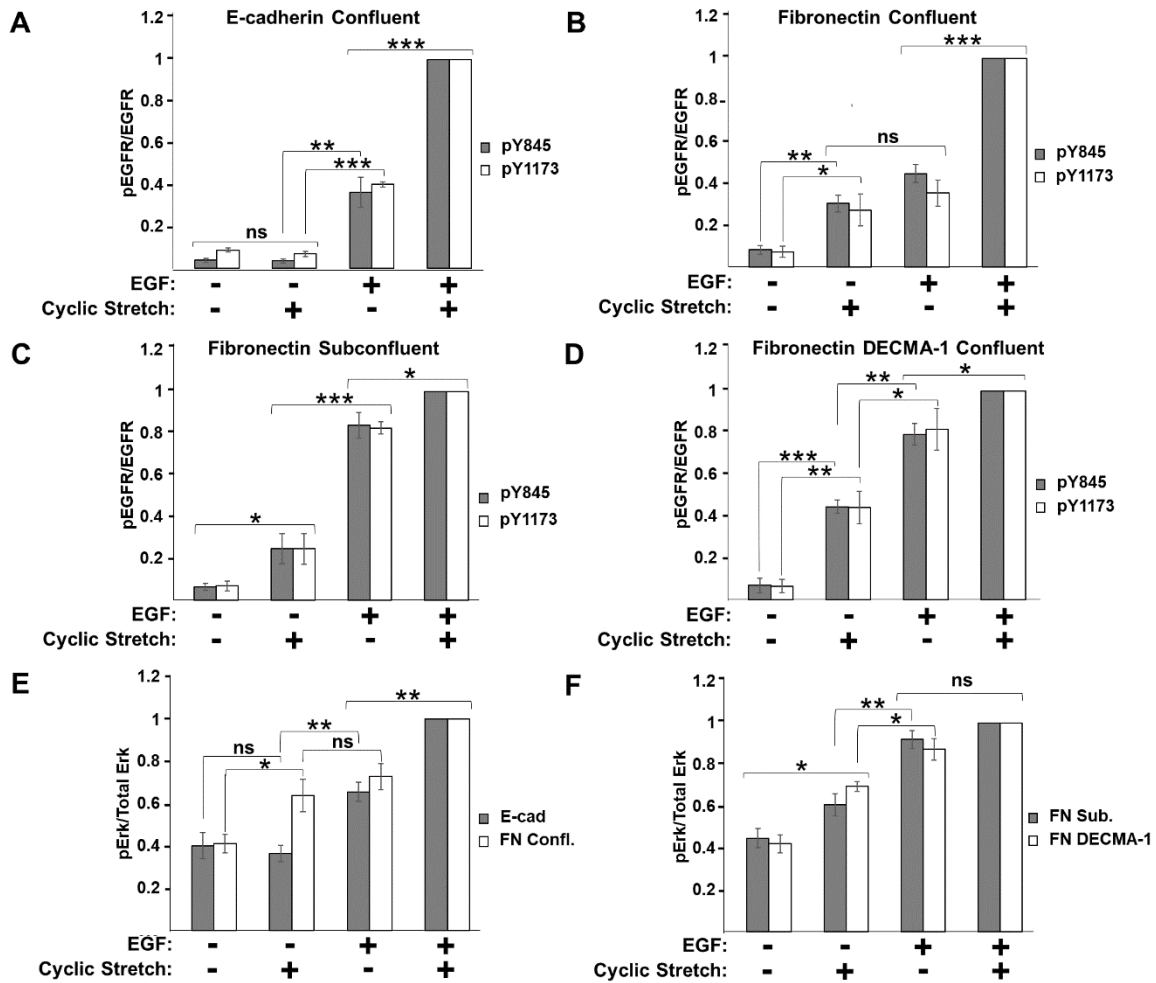 A
E-cadherin Confluent
1.2
1
0.8
0.6
0.4
0.2
pEGFR/EGFR
***
**
***
ns
pY845
pY1173
EGF: - - + +
Cyclic Stretch: - + - +
B
Fibronectin Confluent
1.2
1
0.8
0.6
0.4
0.2
pEGFR/EGFR
***
ns
**
*
pY845
pY1173
EGF: - - + +
Cyclic Stretch: - + - +
C
Fibronectin Subconfluent
1.2
1
0.8
0.6
0.4
0.2
pEGFR/EGFR
*
***
*
pY845
pY1173
EGF: - - + +
Cyclic Stretch: - + - +
D
Fibronectin DECMA-1 Confluent
1.2
1
0.8
0.6
0.4
0.2
pEGFR/EGFR
*
**
*
***
**
pY845
pY1173
EGF: - - + +
Cyclic Stretch: - + - +
E
1.2
1
0.8
0.6
0.4
0.2
pErk/Total Erk
**
**
ns
ns
*
E-cad
FN Confl.
EGF: - - + +
Cyclic Stretch: - + - +
F
1.2
1
0.8
0.6
0.4
0.2
pErk/Total Erk
ns
**
*
*
FN Sub.
FN DECMA-1
EGF: - - + +
Cyclic Stretch: - + - +